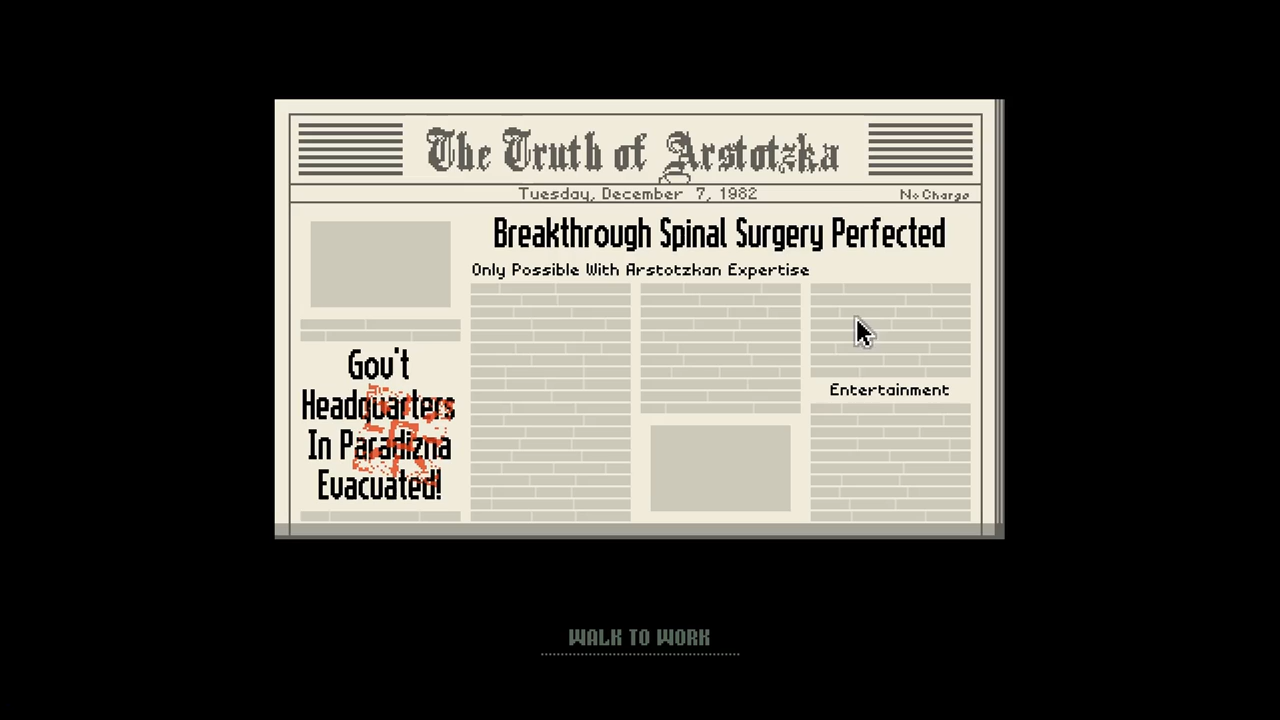 The Truth of Arstotzka
Tuesday, December 7, 1982
No Charge
Breakthrough Spinal Surgery Perfected
Only Possible With Arstotzkan Expertise
Gov't
Headquarters
In Paradizna
Evacuated!
Entertainment
WALK TO WORK